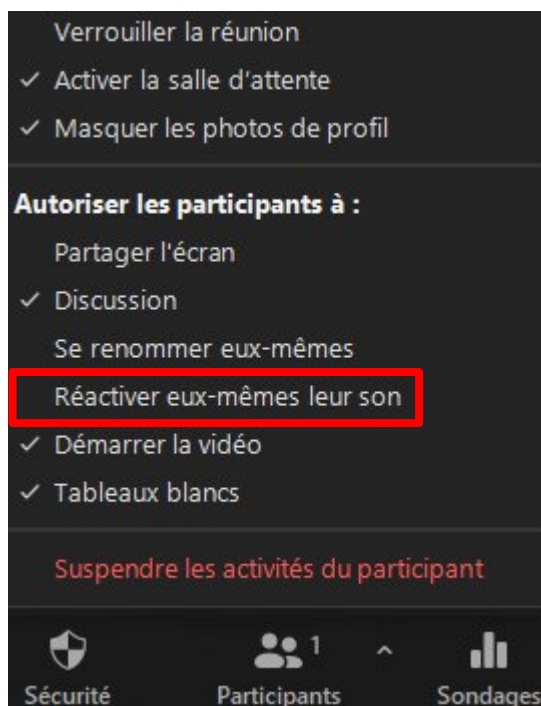 Verrouiller la réunion
✓ Activer la salle d'attente
✓ Masquer les photos de profil
Autoriser les participants à :
Partager l'écran
✓ Discussion
Se renommer eux-mêmes
Réactiver eux-mêmes leur son
✓ Démarrer la vidéo
✓ Tableaux blancs
Suspendre les activités du participant
1
Sécurité Participants Sondages